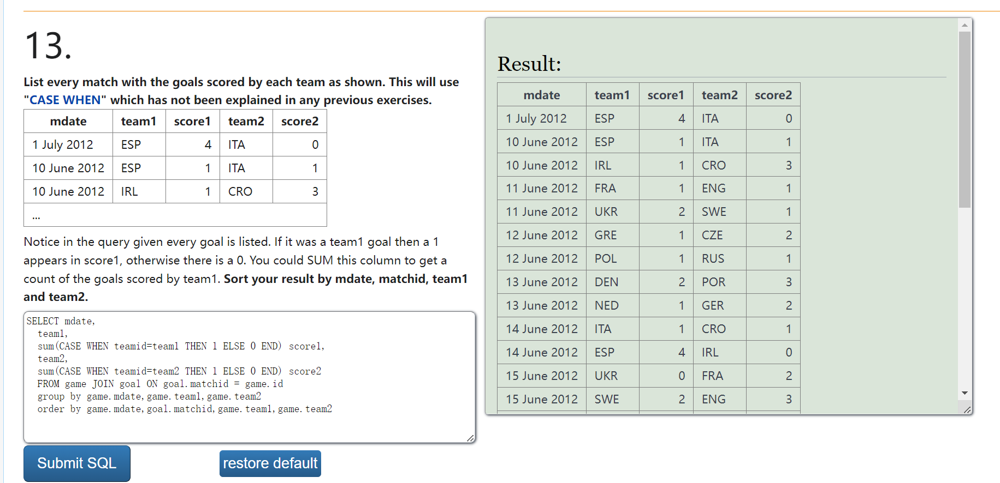 13.
List every match with the goals scored by each team as shown. This will use
"CASE WHEN" which has not been explained in any previous exercises.
mdate team1 score1 team2 score2
1 July 2012 ESP 4 ITA 0
10 June 2012 ESP 1 ITA 1
10 June 2012 IRL 1 CRO 3
...
Notice in the query given every goal is listed. If it was a team1 goal then a 1
appears in score1, otherwise there is a 0. You could SUM this column to get a
count of the goals scored by team1. Sort your result by mdate, matchid, team1
and team2.
SELECT mdate,
team1,
sum(CASE WHEN teamid=team1 THEN 1 ELSE 0 END) score1,
team2,
sum(CASE WHEN teamid=team2 THEN 1 ELSE 0 END) score2
FROM game JOIN goal ON goal.matchid = game.id
group by game.mdate,game.team1,game.team2
order by game.mdate,goal.matchid,game.team1,game.team2
Submit SQL
restore default
Result:
mdate team1 score1 team2 score2
1 July 2012 ESP 4 ITA 0
10 June 2012 ESP 1 ITA 1
10 June 2012 IRL 1 CRO 3
11 June 2012 FRA 1 ENG 1
11 June 2012 UKR 2 SWE 1
12 June 2012 GRE 1 CZE 2
12 June 2012 POL 1 RUS 1
13 June 2012 DEN 2 POR 3
13 June 2012 NED 1 GER 2
14 June 2012 ITA 1 CRO 1
14 June 2012 ESP 4 IRL 0
15 June 2012 UKR 0 FRA 2
15 June 2012 SWE 2 ENG 3